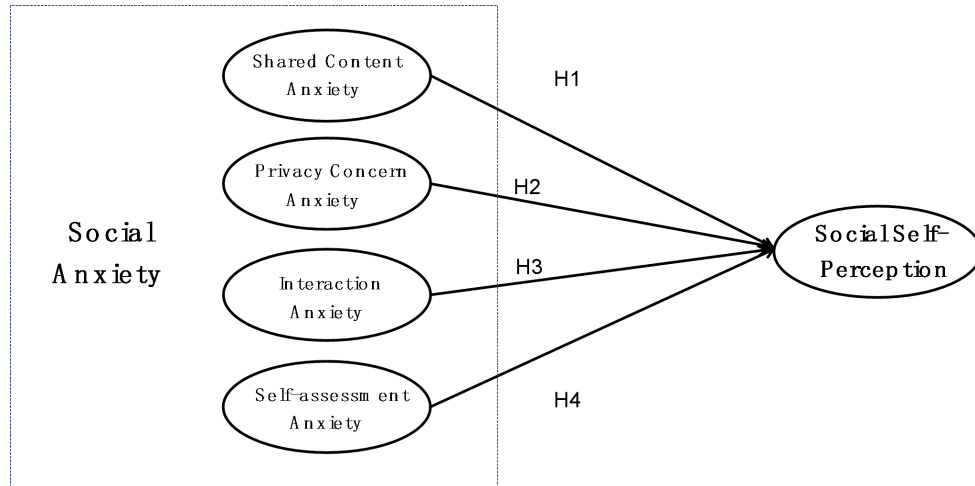 Shared Content
Anxiety
H1
Privacy Concern
Anxiety
H2
Social
Anxiety
Social Self-
Perception
H3
Interaction
Anxiety
Self-assessment
Anxiety
H4